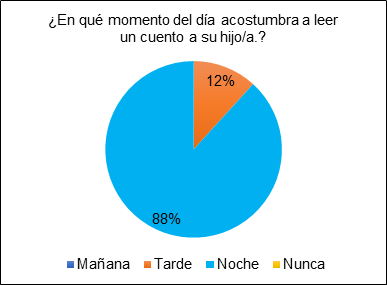 ¿En qué momento del día acostumbra a leer
un cuento a su hijo/a.?
12%
88%
Mañana Tarde Noche Nunca